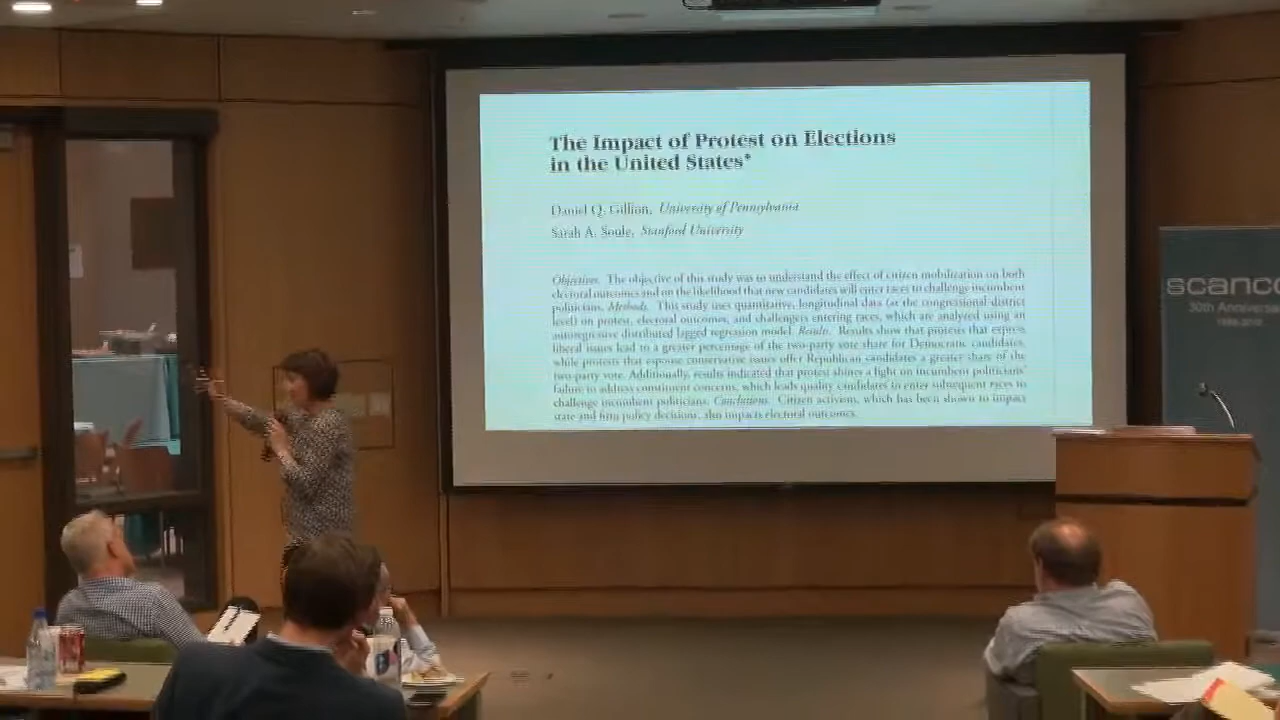 The Impact of Protest on Elections
in the United States*
Daniel Q. Gillion, University of Pennsylvania
Sarah A. Soule, Stanford University
Objectives. The objective of this study was to understand the effect of citizen mobilization on both
electoral outcomes and on the likelihood that new candidates will enter races to challenge incumbent
politicians. Methods. This study uses quantitative, longitudinal data (at the congressional district
level) on protest, electoral outcomes, and challengers entering races, which are analyzed using an
autoregressive distributed lagged regression model. Results. Results show that protests that express
liberal issues lead to a greater percentage of the two-party vote share for Democratic candidates,
while protests that espouse conservative issues offer Republican candidates a greater share of the
two-party vote. Additionally, results indicated that protest shines a light on incumbent politicians'
failure to address constituent concerns, which leads quality candidates to enter subsequent races to
challenge incumbent politicians. Conclusions. Citizen activism, which has been shown to impact
state and firm policy decisions, also impacts electoral outcomes.
scanco
30th Annivers